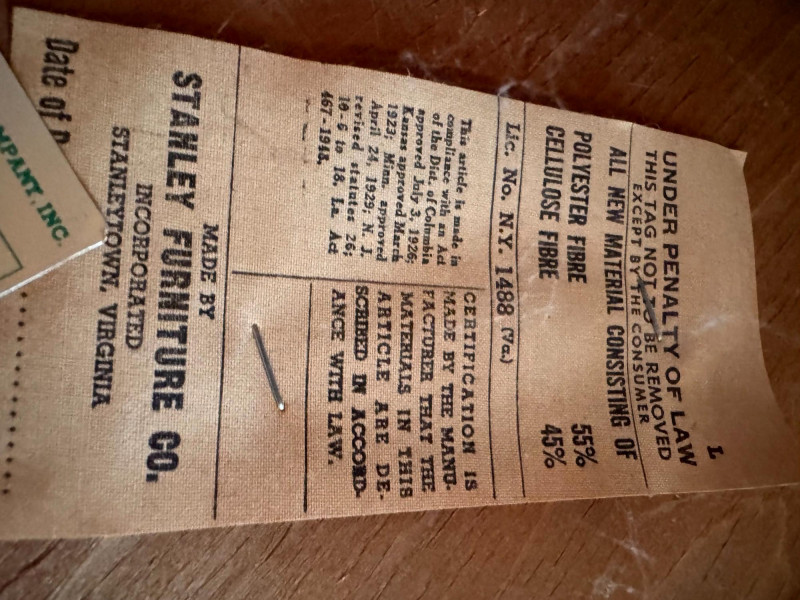 L
UNDER PENALTY OF LAW
THIS TAG NOT TO BE REMOVED
EXCEPT BY THE CONSUMER
ALL NEW MATERIAL CONSISTING OF
POLYESTER FIBRE 55%
CELLULOSE FIBRE 45%
Lic. No. N.Y. 1488 (Va.)
This article is made in
compliance with an Act
of the Dist. of Columbia
approved July 3, 1926;
Kansas approved March
1923; Minn. approved
April 24, 1929; N. J.
revised statutes 26;
10-6 to 18, La. Act
467-1948.
CERTIFICATION IS
MADE BY THE MANU-
FACTURER THAT THE
MATERIALS IN THIS
ARTICLE ARE DE-
SCRIBED IN ACCORD-
ANCE WITH LAW.
MADE BY
STANLEY FURNITURE CO.
INCORPORATED
STANLEYTOWN, VIRGINIA
Date of
MPANY, INC.